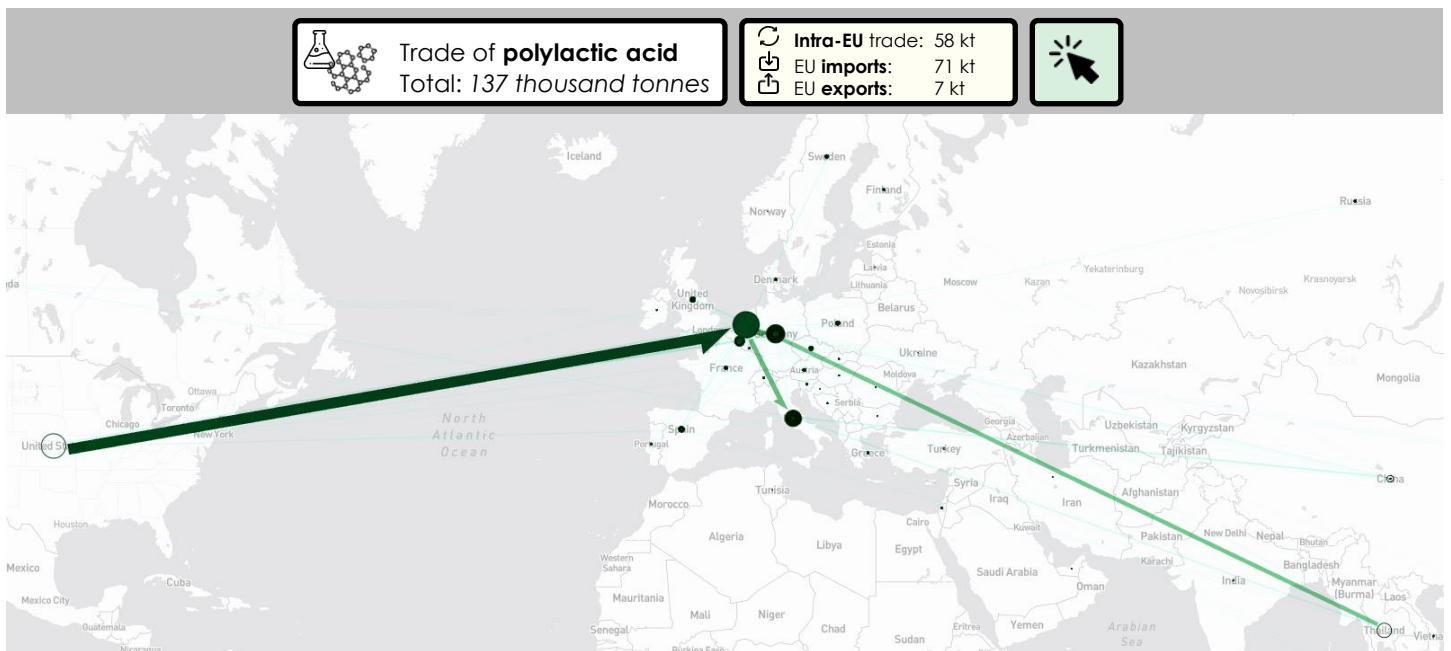 Trade of polylactic acid
Total: 137 thousand tonnes
Intra-EU trade: 58 kt
EU imports: 71 kt
EU exports: 7 kt
Iceland
Sweden
Finland
Norway
Russia
Estonia
Latvia
Lithuania
Denmark
Moscow
Kazan
Yekaterinburg
Novosibirsk
Krasnoyarsk
United
Kingdom
Belarus
Poland
Ukraine
Kazakhstan
Mongolia
France
Austria
Moldova
Serbia
Ottawa
Toronto
Chicago
New York
North
Atlantic
Ocean
Spain
Portugal
Greece
Turkey
Georgia
Azerbaijan
Uzbekistan
Kyrgyzstan
Turkmenistan
Tajikistan
China
Syria
Iraq
Iran
Afghanistan
Tunisia
Morocco
Algeria
Libya
Egypt
Cairo
Kuwait
Pakistan
New Delhi
Nepal
Bhutan
Karachi
Bangladesh
Houston
Mexico
Mexico City
Cuba
Guatemala
Nicaragua
Western
Sahara
Mauritania
Mali
Niger
Chad
Sudan
Senegal
Burkina Faso
Saudi Arabia
Oman
Yemen
Eritrea
Arabian
Sea
India
Myanmar
(Burma)
Laos
Thailand